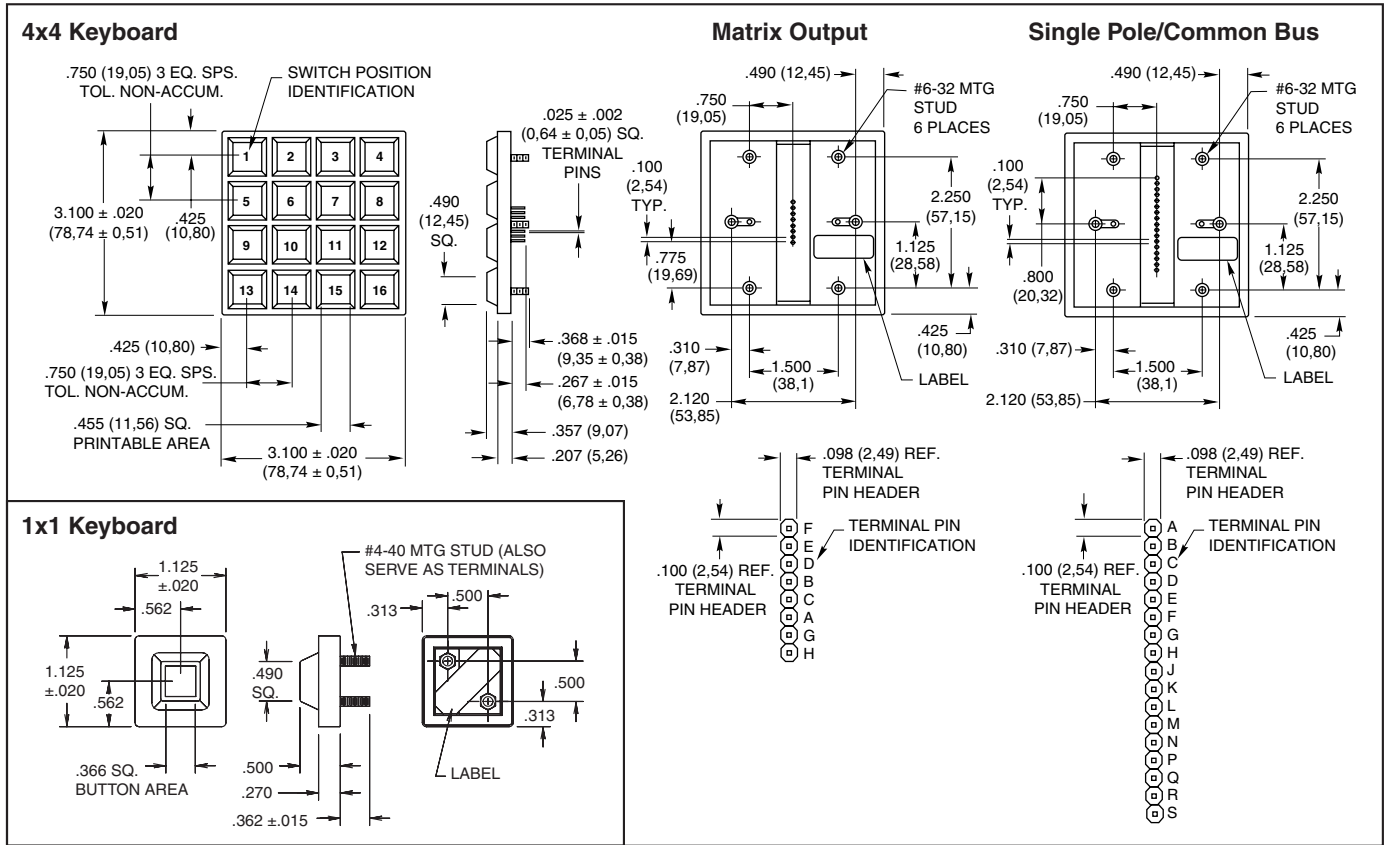 4x4 Keyboard
.750 (19,05) 3 EQ. SPS.
TOL. NON-ACCUM.
SWITCH POSITION
IDENTIFICATION
1 2 3 4
5 6 7 8
9 10 11 12
13 14 15 16
3.100 ± .020
(78,74 ± 0,51)
.425
(10,80)
.425 (10,80)
.750 (19,05) 3 EQ. SPS.
TOL. NON-ACCUM.
.455 (11,56) SQ.
PRINTABLE AREA
3.100 ± .020
(78,74 ± 0,51)
.025 ± .002
(0,64 ± 0,05) SQ.
TERMINAL
PINS
.490
(12,45)
SQ.
.368 ± .015
(9,35 ± 0,38)
.267 ± .015
(6,78 ± 0,38)
.357 (9,07)
.207 (5,26)
Matrix Output
.490 (12,45)
.750
(19,05)
#6-32 MTG
STUD
6 PLACES
.100
(2,54)
TYP.
2.250
(57,15)
.775
(19,69)
1.125
(28,58)
.425
(10,80)
.310
(7,87)
1.500
(38,1)
LABEL
2.120
(53,85)
.098 (2,49) REF.
TERMINAL
PIN HEADER
TERMINAL PIN
IDENTIFICATION
.100 (2,54) REF.
TERMINAL
PIN HEADER
F
E
D
B
C
A
G
H
Single Pole/Common Bus
.490 (12,45)
.750
(19,05)
#6-32 MTG
STUD
6 PLACES
.100
(2,54)
TYP.
2.250
(57,15)
1.125
(28,58)
.800
(20,32)
.425
(10,80)
.310 (7,87)
1.500
(38,1)
LABEL
2.120 (53,85)
.098 (2,49) REF.
TERMINAL
PIN HEADER
TERMINAL PIN
IDENTIFICATION
.100 (2,54) REF.
TERMINAL
PIN HEADER
A
B
C
D
E
F
G
H
J
K
L
M
N
P
Q
R
S
1x1 Keyboard
1.125
±.020
.562
1.125
±.020
.562
.366 SQ.
BUTTON AREA
#4-40 MTG STUD (ALSO
SERVE AS TERMINALS)
.490
SQ.
.500
.270
.362 ±.015
.313
.500
.500
.313
LABEL